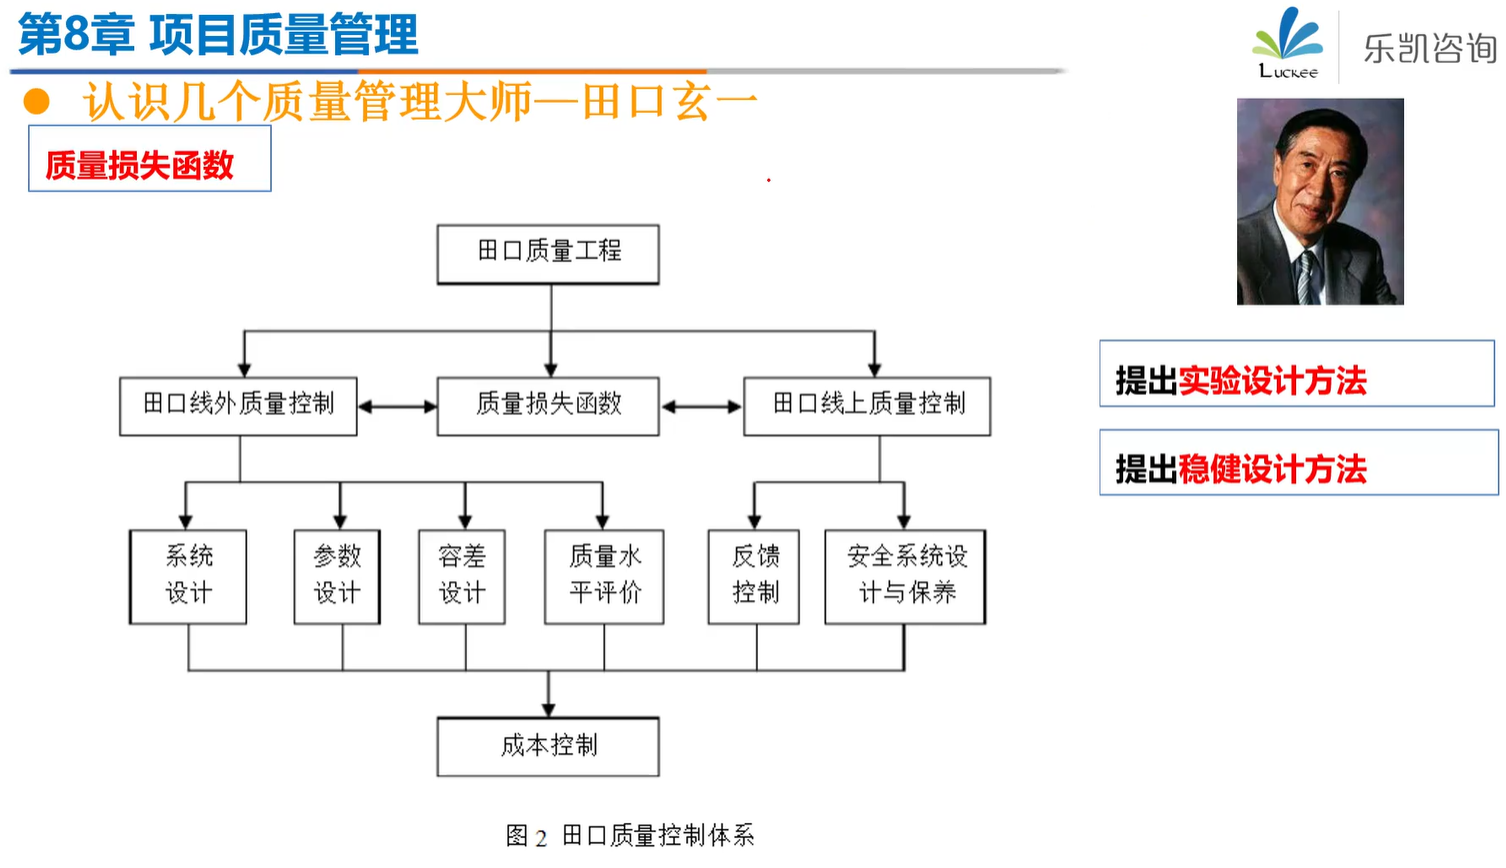 第8章 项目质量管理
LUCKEE
乐凯咨询
● 认识几个质量管理大师—田口玄一
质量损失函数
田口质量工程
田口线外质量控制
质量损失函数
田口线上质量控制
提出实验设计方法
提出稳健设计方法
系统
设计
参数
设计
容差
设计
质量水
平评价
反馈
控制
安全系统设
计与保养
成本控制
图 2 田口质量控制体系